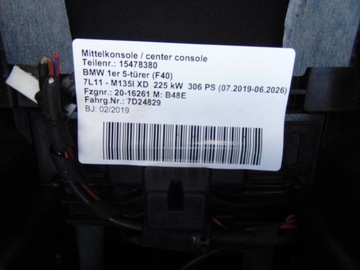 Mittelkonsole / center console
Teilenr.: 15478380
BMW 1er 5-türer (F40)
7L11 - M135I XD 225 kW 306 PS (07.2019-06.2026)
Fzgnr.: 20-16261 M: B48E
Fahrg.Nr.: 7D24829
BJ: 02/2019